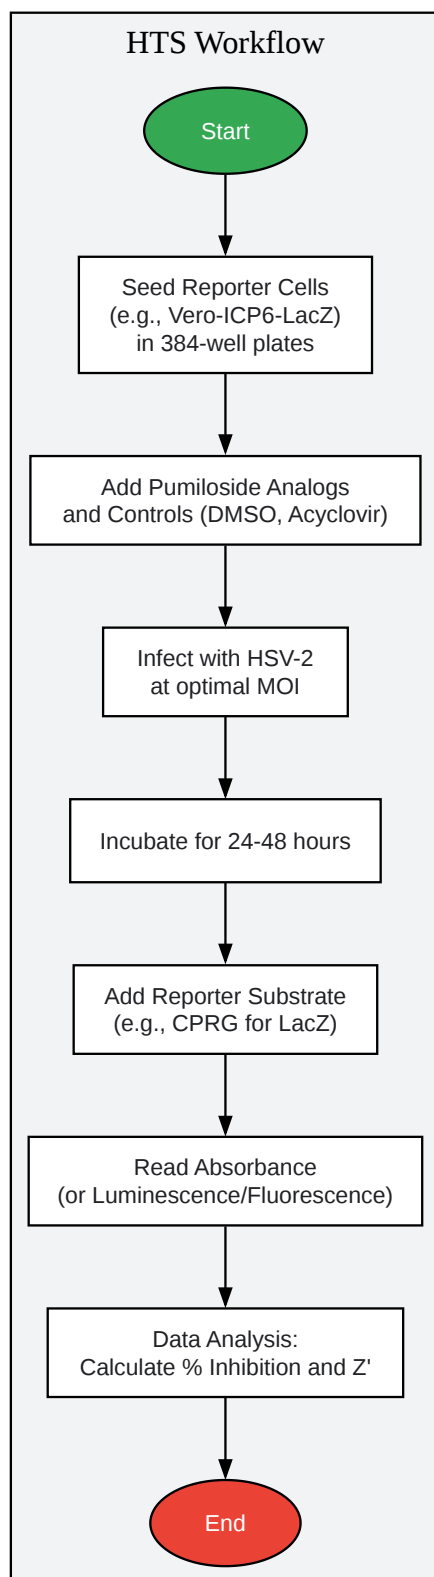 HTS Workflow
Start
Seed Reporter Cells
(e.g., Vero-ICP6-LacZ)
in 384-well plates
Add Pumiloside Analogs
and Controls (DMSO, Acyclovir)
Infect with HSV-2
at optimal MOI
Incubate for 24-48 hours
Add Reporter Substrate
(e.g., CPRG for LacZ)
Read Absorbance
(or Luminescence/Fluorescence)
Data Analysis:
Calculate % Inhibition and Z'
End